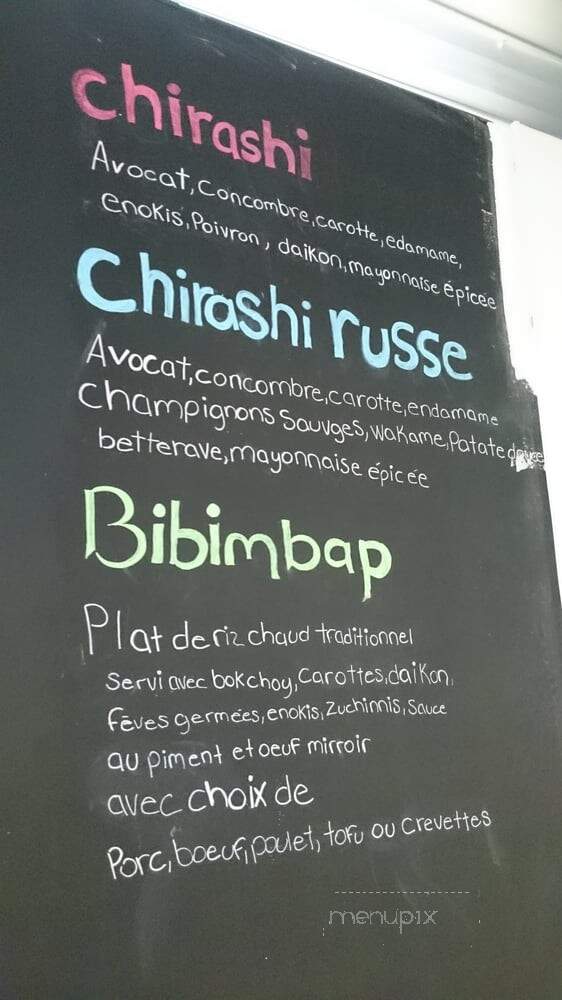 chirashi
Avocat, Concombre, carotte, edamame,
enokis, Poivron, daikon, mayonnaise épicée
Chirashi russe
Avocat, concombre, carotte, endamame
champignons Sauvges, wakame, Patate douce
betterave, mayonnaise épicée
Bibimbap
Plat de riz chaud traditionnel
servi avec bokchoy, carottes, daikon,
fèves germées, enokis, Zuchinnis, Sauce
au piment et oeuf mirroir
avec choix de
Porc, boeuf, poulet, tofu ou crevettes
menupix